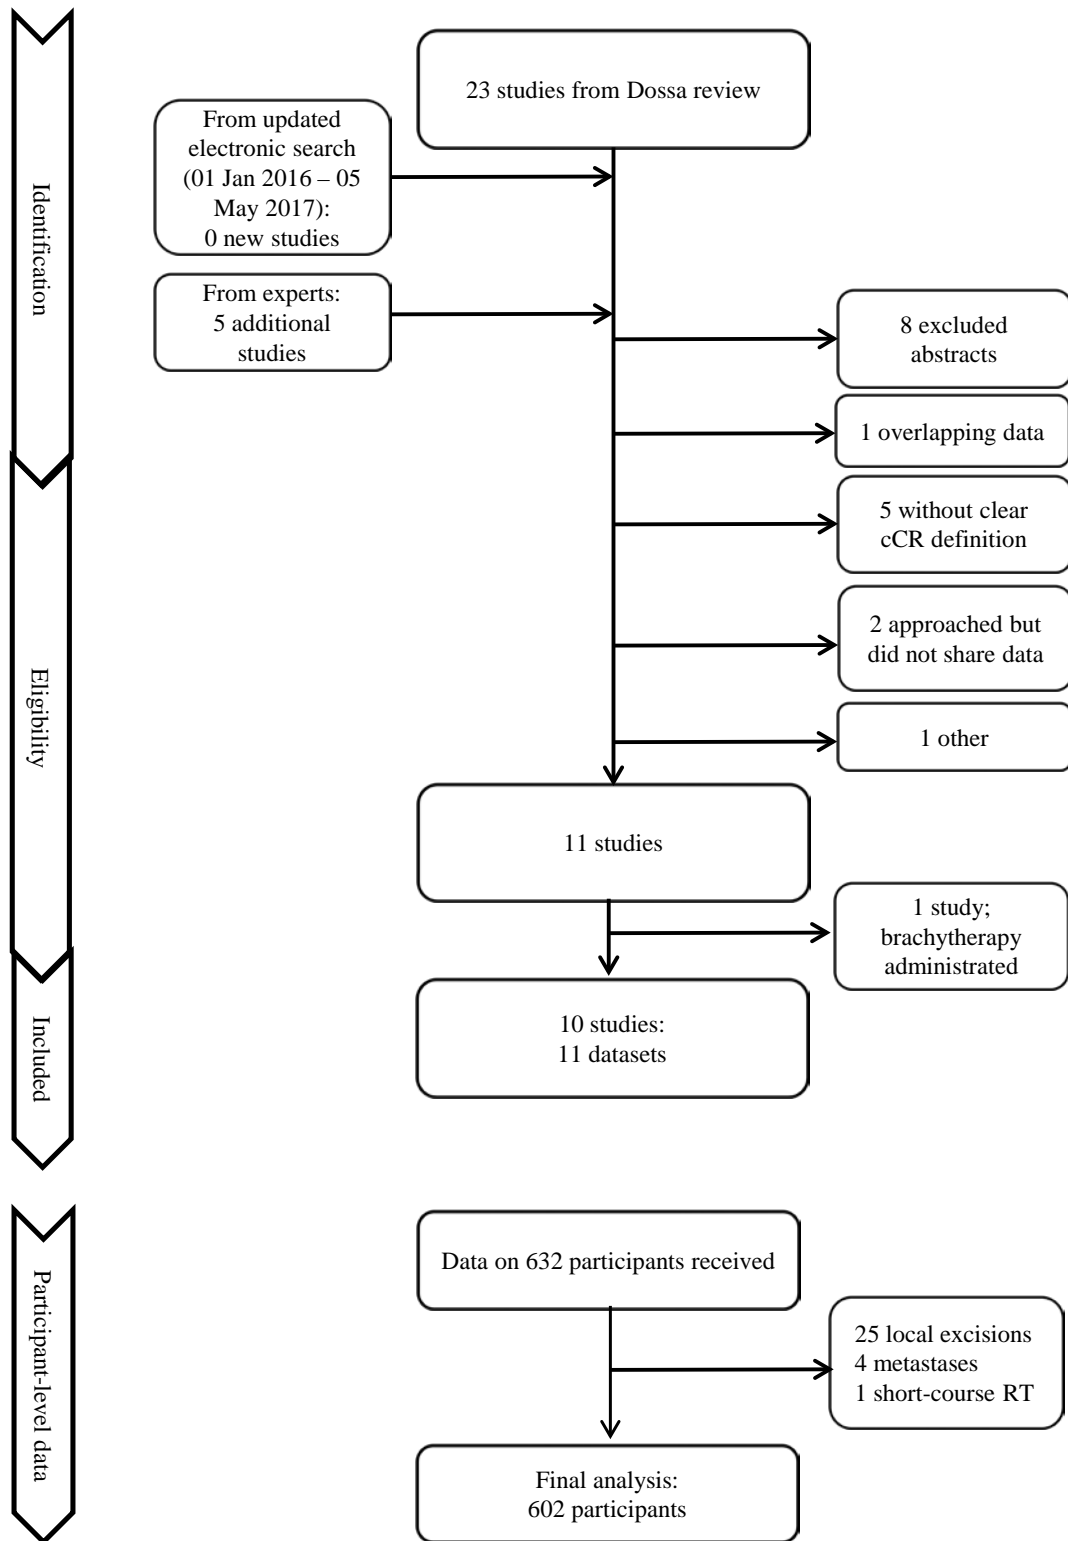 23 studies from Dossa review
From updated
electronic search
(01 Jan 2016 – 05
May 2017):
0 new studies
From experts:
5 additional
studies
8 excluded
abstracts
1 overlapping data
5 without clear
cCR definition
2 approached but
did not share data
1 other
11 studies
1 study;
brachytherapy
administrated
10 studies:
11 datasets
Data on 632 participants received
25 local excisions
4 metastases
1 short-course RT
Final analysis:
602 participants
Identification
Eligibility
Included
Participant-level data